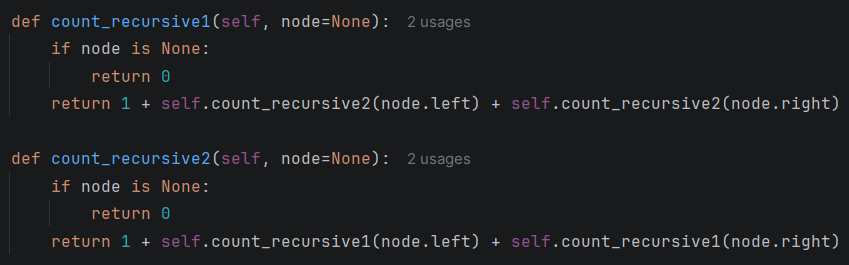 def count_recursive1(self, node=None):  2 usages
    if node is None:
        return 0
    return 1 + self.count_recursive2(node.left) + self.count_recursive2(node.right)
def count_recursive2(self, node=None):  2 usages
    if node is None:
        return 0
    return 1 + self.count_recursive1(node.left) + self.count_recursive1(node.right)